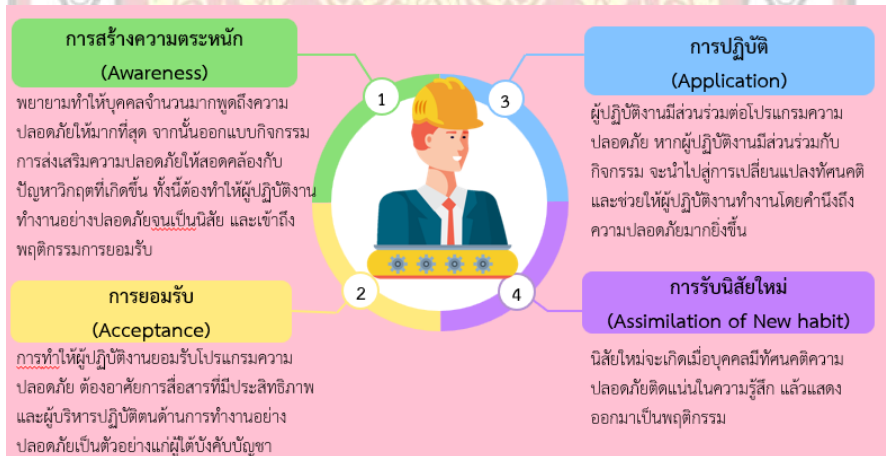 การสร้างความตระหนัก
(Awareness)
พยายามทำให้บุคคลจำนวนมากพูดถึงความ
ปลอดภัยให้มากที่สุด จากนั้นออกแบบกิจกรรม
การส่งเสริมความปลอดภัยให้สอดคล้องกับ
ปัญหาวิกฤตที่เกิดขึ้น ทั้งนี้ต้องทำให้ผู้ปฏิบัติงาน
ทำงานอย่างปลอดภัยจนเป็นนิสัย และเข้าถึง
พฤติกรรมการยอมรับ
1
การยอมรับ
(Acceptance)
การทำให้ผู้ปฏิบัติงานยอมรับโปรแกรมความ
ปลอดภัย ต้องอาศัยการสื่อสารที่มีประสิทธิภาพ
และผู้บริหารปฏิบัติตนด้านการทำงานอย่าง
ปลอดภัยเป็นตัวอย่างแก่ผู้ใต้บังคับบัญชา
2
การปฏิบัติ
(Application)
ผู้ปฏิบัติงานมีส่วนร่วมต่อโปรแกรมความ
ปลอดภัย หากผู้ปฏิบัติงานมีส่วนร่วมกับ
กิจกรรม จะนำไปสู่การเปลี่ยนแปลงทัศนคติ
และช่วยให้ผู้ปฏิบัติงานทำงานโดยคำนึงถึง
ความปลอดภัยมากยิ่งขึ้น
3
การรับนิสัยใหม่
(Assimilation of New habit)
นิสัยใหม่จะเกิดเมื่อบุคคลมีทัศนคติความ
ปลอดภัยติดแน่นในความรู้สึก แล้วแสดง
ออกมาเป็นพฤติกรรม
4